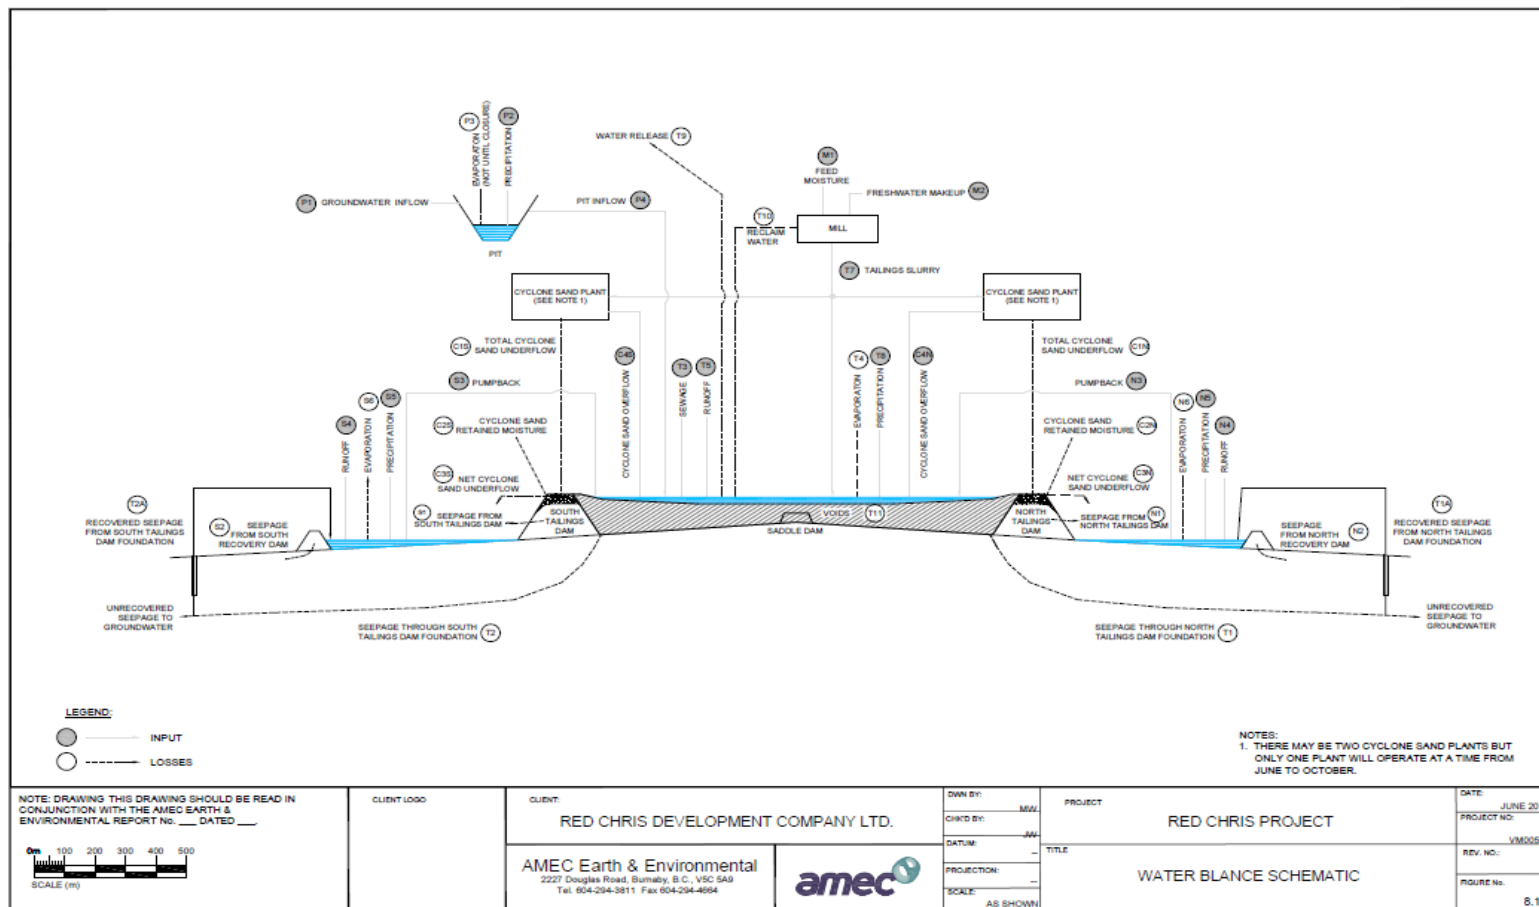 P3
EVAPORATON
(NOT UNTIL CLOSURE)
P2
PRECIPITATION
P1 GROUNDWATER INFLOW
PIT
PIT INFLOW P4
WATER RELEASE T9
M1
FEED
MOISTURE
FRESHWATER MAKEUP M2
T10
RECLAIM
WATER
MILL
T7 TAILINGS SLURRY
CYCLONE SAND PLANT
(SEE NOTE 1)
CYCLONE SAND PLANT
(SEE NOTE 1)
C1S TOTAL CYCLONE
SAND UNDERFLOW
TOTAL CYCLONE
SAND UNDERFLOW C1N
S3 PUMPBACK
PUMPBACK N3
C4S
CYCLONE SAND OVERFLOW
T3
SEWAGE
T5
RUNOFF
T4
EVAPORATON
T6
PRECIPITATION
C4N
CYCLONE SAND OVERFLOW
S4
RUNOFF
S6
EVAPORATON
S5
PRECIPITATION
C2S CYCLONE SAND
RETAINED MOISTURE
CYCLONE SAND
RETAINED MOISTURE C2N
N6
EVAPORATON
N5
PRECIPITATION
N4
RUNOFF
C3S NET CYCLONE
SAND UNDERFLOW
NET CYCLONE C3N
SAND UNDERFLOW
S1 SEEPAGE FROM
SOUTH TAILINGS DAM
SOUTH
TAILINGS
DAM
VOIDS T11
SADDLE DAM
NORTH
TAILINGS
DAM
SEEPAGE FROM N1
NORTH TAILINGS DAM
T2A
RECOVERED SEEPAGE
FROM SOUTH TAILINGS
DAM FOUNDATION
S2 SEEPAGE
FROM SOUTH
RECOVERY DAM
SEEPAGE
FROM NORTH N2
RECOVERY DAM
T1A
RECOVERED SEEPAGE
FROM NORTH TAILINGS
DAM FOUNDATION
UNRECOVERED
SEEPAGE TO
GROUNDWATER
SEEPAGE THROUGH SOUTH
TAILINGS DAM FOUNDATION T2
SEEPAGE THROUGH NORTH
TAILINGS DAM FOUNDATION T1
UNRECOVERED
SEEPAGE TO
GROUNDWATER
LEGEND:
INPUT
LOSSES
NOTES:
1. THERE MAY BE TWO CYCLONE SAND PLANTS BUT
ONLY ONE PLANT WILL OPERATE AT A TIME FROM
JUNE TO OCTOBER.
NOTE: DRAWING THIS DRAWING SHOULD BE READ IN
CONJUNCTION WITH THE AMEC EARTH &
ENVIRONMENTAL REPORT No. ___ DATED ___.
0m 100 200 300 400 500
SCALE (m)
CLIENT LOGO
CLIENT:
RED CHRIS DEVELOPMENT COMPANY LTD.
AMEC Earth & Environmental
2227 Douglas Road, Burnaby, B.C., V5C 5A9
Tel. 604-294-3811 Fax 604-294-4664
amec
DWN BY:
MW
CHK'D BY:
JW
DATUM:
–
PROJECTION:
–
SCALE:
AS SHOWN
PROJECT
RED CHRIS PROJECT
TITLE
WATER BLANCE SCHEMATIC
DATE:
JUNE 20
PROJECT NO:
VM005
REV. NO.:
FIGURE No.
8.1